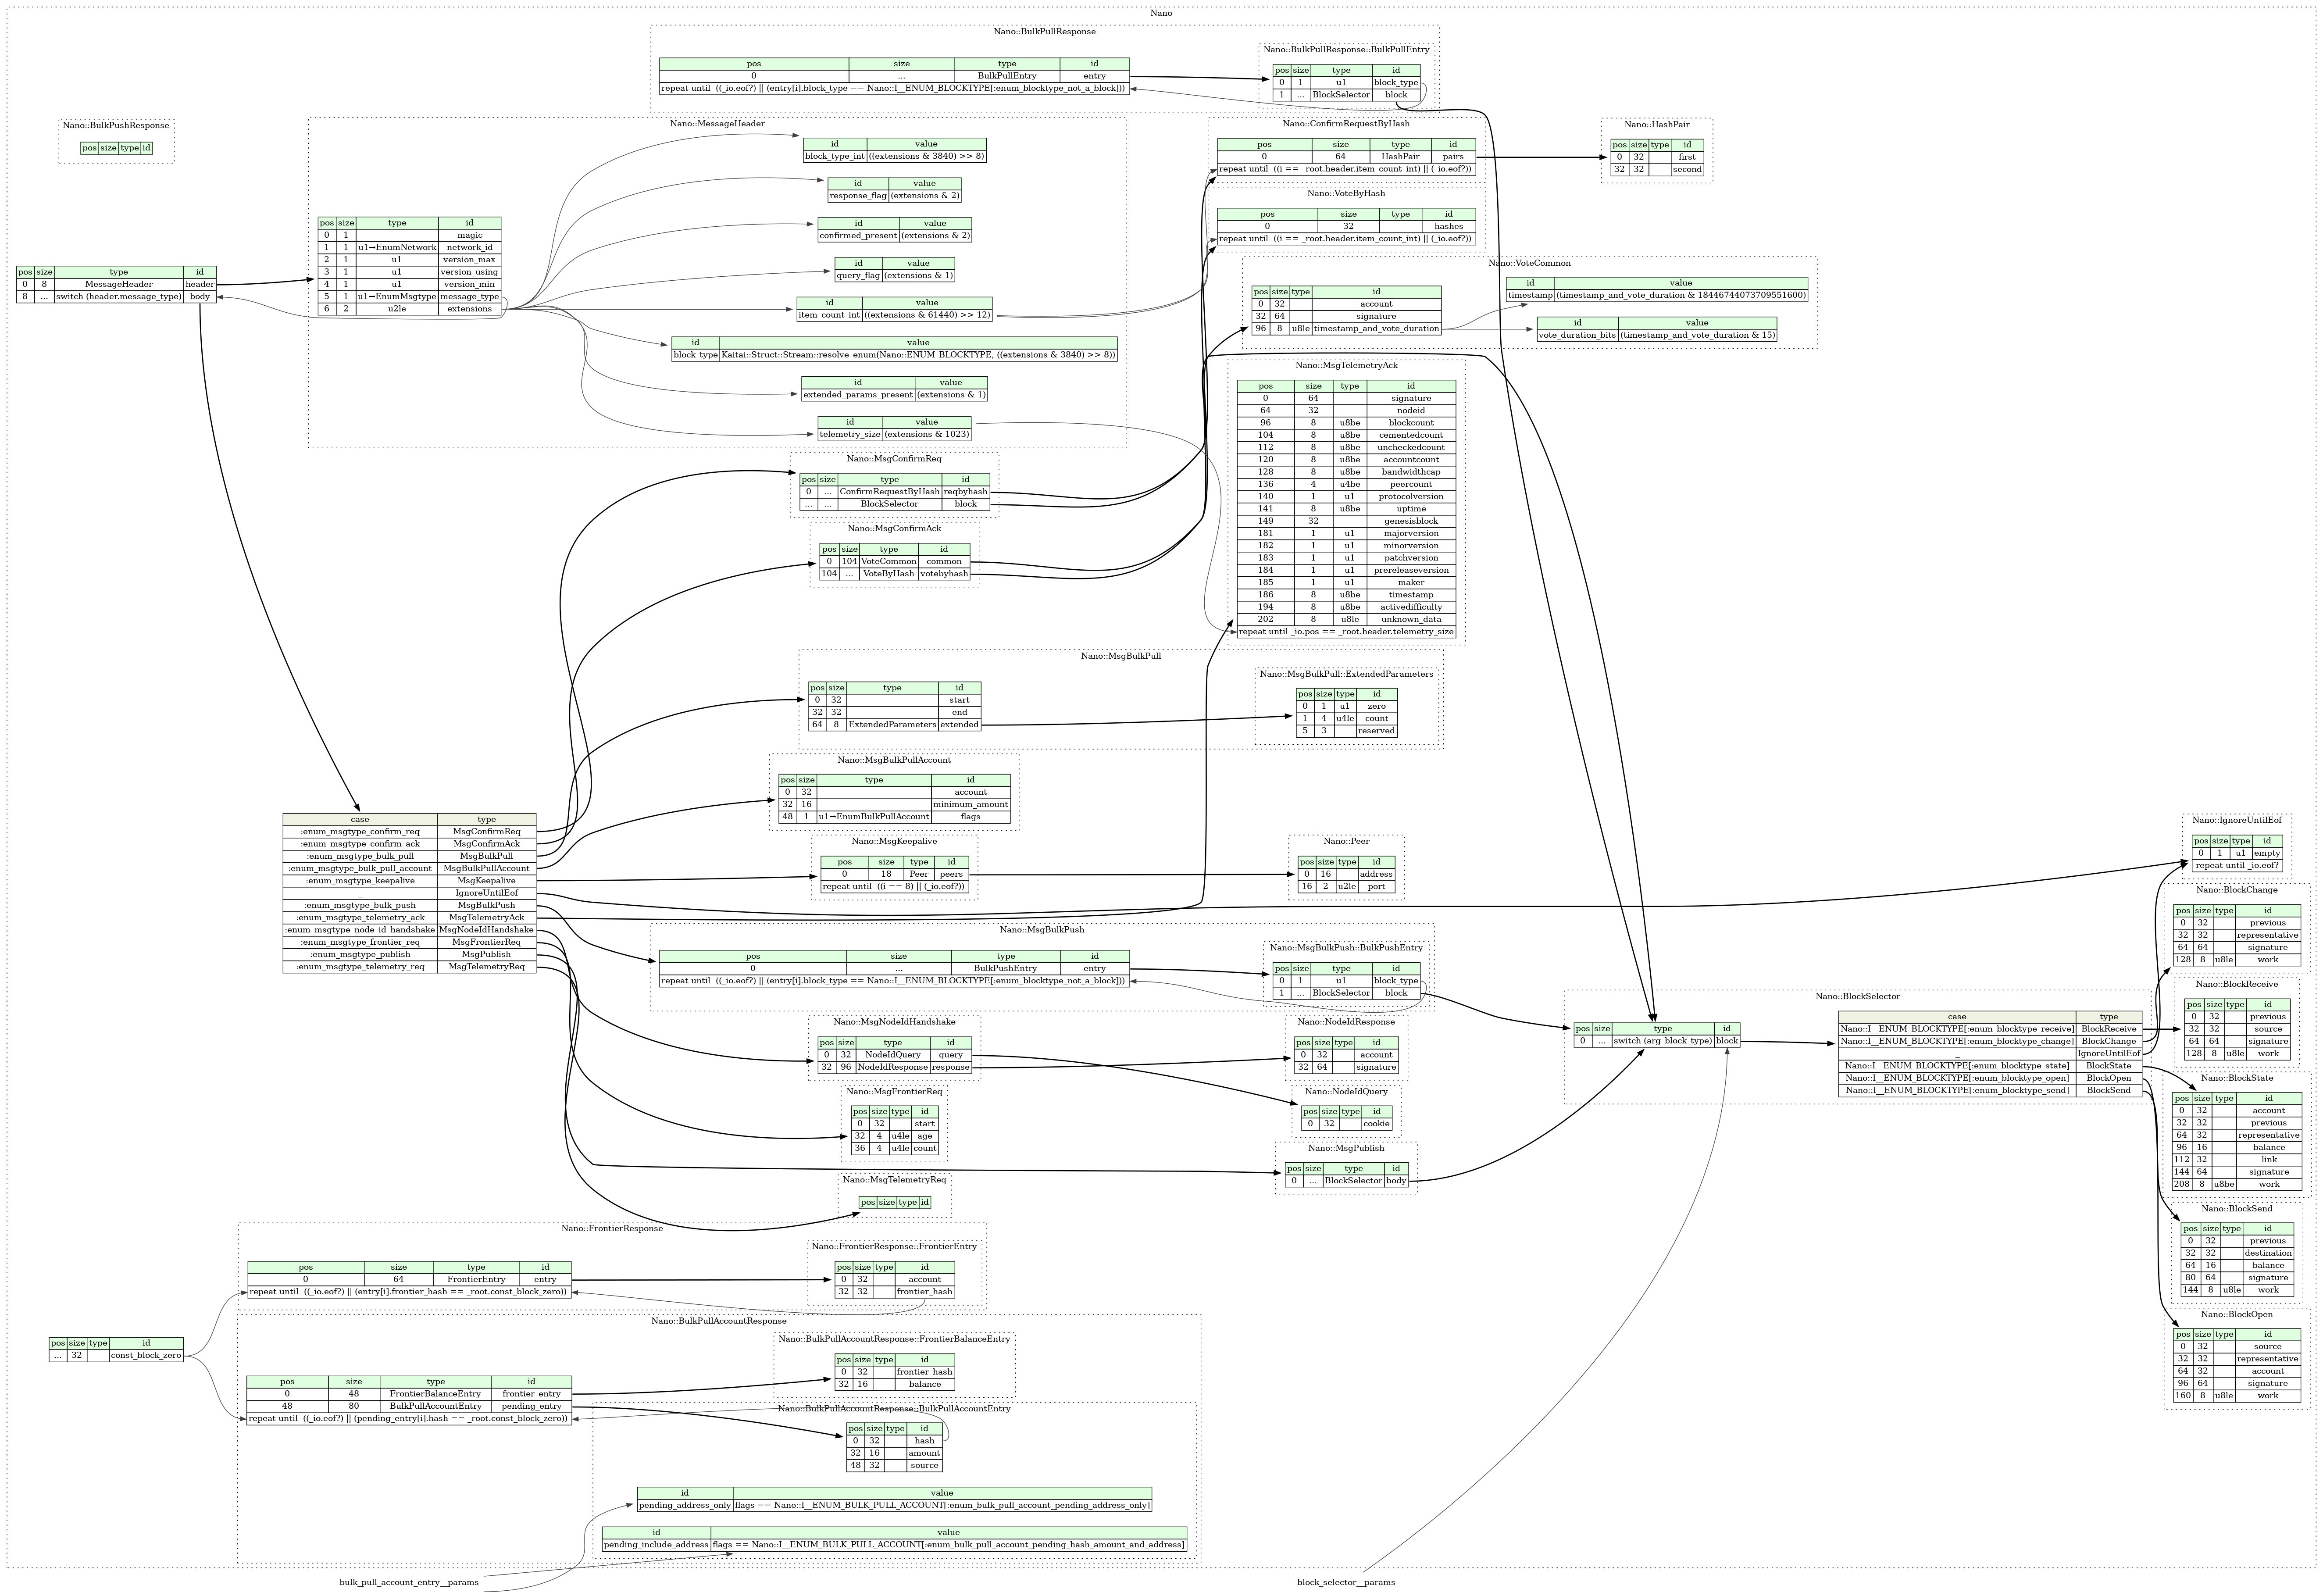 Nano
Nano::BulkPullResponse
pos size type id
0 ... BulkPullEntry entry
repeat until ((_io.eof?) || (entry[i].block_type == Nano::I__ENUM_BLOCKTYPE[:enum_blocktype_not_a_block]))
Nano::BulkPullResponse::BulkPullEntry
pos size type id
0 1 u1 block_type
1 ... BlockSelector block
Nano::BulkPushResponse
pos size type id
pos size type id
0 8 MessageHeader header
8 ... switch (header.message_type) body
Nano::MessageHeader
pos size type id
0 1 magic
1 1 u1→EnumNetwork network_id
2 1 u1 version_max
3 1 u1 version_using
4 1 u1 version_min
5 1 u1→EnumMsgtype message_type
6 2 u2le extensions
id value
block_type_int ((extensions & 3840) >> 8)
id value
response_flag (extensions & 2)
id value
confirmed_present (extensions & 2)
id value
query_flag (extensions & 1)
id value
item_count_int ((extensions & 61440) >> 12)
id value
block_type Kaitai::Struct::Stream::resolve_enum(Nano::ENUM_BLOCKTYPE, ((extensions & 3840) >> 8))
id value
extended_params_present (extensions & 1)
id value
telemetry_size (extensions & 1023)
Nano::ConfirmRequestByHash
pos size type id
0 64 HashPair pairs
repeat until ((i == _root.header.item_count_int) || (_io.eof?))
Nano::HashPair
pos size type id
0 32 first
32 32 second
Nano::VoteByHash
pos size type id
0 32 hashes
repeat until ((i == _root.header.item_count_int) || (_io.eof?))
Nano::VoteCommon
pos size type id
0 32 account
32 64 signature
96 8 u8le timestamp_and_vote_duration
id value
timestamp (timestamp_and_vote_duration & 18446744073709551600)
id value
vote_duration_bits (timestamp_and_vote_duration & 15)
Nano::MsgTelemetryAck
pos size type id
0 64 signature
64 32 nodeid
96 8 u8be blockcount
104 8 u8be cementedcount
112 8 u8be uncheckedcount
120 8 u8be accountcount
128 8 u8be bandwidthcap
136 4 u4be peercount
140 1 u1 protocolversion
141 8 u8be uptime
149 32 genesisblock
181 1 u1 majorversion
182 1 u1 minorversion
183 1 u1 patchversion
184 1 u1 prereleaseversion
185 1 u1 maker
186 8 u8be timestamp
194 8 u8be activedifficulty
202 8 u8le unknown_data
repeat until _io.pos == _root.header.telemetry_size
Nano::MsgConfirmReq
pos size type id
0 ... ConfirmRequestByHash reqbyhash
... ... BlockSelector block
Nano::MsgConfirmAck
pos size type id
0 104 VoteCommon common
104 ... VoteByHash votebyhash
Nano::MsgBulkPull
pos size type id
0 32 start
32 32 end
64 8 ExtendedParameters extended
Nano::MsgBulkPull::ExtendedParameters
pos size type id
0 1 u1 zero
1 4 u4le count
5 3 reserved
Nano::MsgBulkPullAccount
pos size type id
0 32 account
32 16 minimum_amount
48 1 u1→EnumBulkPullAccount flags
case type
:enum_msgtype_confirm_req MsgConfirmReq
:enum_msgtype_confirm_ack MsgConfirmAck
:enum_msgtype_bulk_pull MsgBulkPull
:enum_msgtype_bulk_pull_account MsgBulkPullAccount
:enum_msgtype_keepalive MsgKeepalive
_ IgnoreUntilEof
:enum_msgtype_bulk_push MsgBulkPush
:enum_msgtype_telemetry_ack MsgTelemetryAck
:enum_msgtype_node_id_handshake MsgNodeIdHandshake
:enum_msgtype_frontier_req MsgFrontierReq
:enum_msgtype_publish MsgPublish
:enum_msgtype_telemetry_req MsgTelemetryReq
Nano::MsgKeepalive
pos size type id
0 18 Peer peers
repeat until ((i == 8) || (_io.eof?))
Nano::Peer
pos size type id
0 16 address
16 2 u2le port
Nano::IgnoreUntilEof
pos size type id
0 1 u1 empty
repeat until _io.eof?
Nano::BlockChange
pos size type id
0 32 previous
32 32 representative
64 64 signature
128 8 u8le work
Nano::MsgBulkPush
pos size type id
0 ... BulkPushEntry entry
repeat until ((_io.eof?) || (entry[i].block_type == Nano::I__ENUM_BLOCKTYPE[:enum_blocktype_not_a_block]))
Nano::MsgBulkPush::BulkPushEntry
pos size type id
0 1 u1 block_type
1 ... BlockSelector block
Nano::BlockSelector
pos size type id
0 ... switch (arg_block_type) block
case type
Nano::I__ENUM_BLOCKTYPE[:enum_blocktype_receive] BlockReceive
Nano::I__ENUM_BLOCKTYPE[:enum_blocktype_change] BlockChange
_ IgnoreUntilEof
Nano::I__ENUM_BLOCKTYPE[:enum_blocktype_state] BlockState
Nano::I__ENUM_BLOCKTYPE[:enum_blocktype_open] BlockOpen
Nano::I__ENUM_BLOCKTYPE[:enum_blocktype_send] BlockSend
Nano::BlockReceive
pos size type id
0 32 previous
32 32 source
64 64 signature
128 8 u8le work
Nano::MsgNodeIdHandshake
pos size type id
0 32 NodeIdQuery query
32 96 NodeIdResponse response
Nano::NodeIdResponse
pos size type id
0 32 account
32 64 signature
Nano::BlockState
pos size type id
0 32 account
32 32 previous
64 32 representative
96 16 balance
112 32 link
144 64 signature
208 8 u8be work
Nano::MsgFrontierReq
pos size type id
0 32 start
32 4 u4le age
36 4 u4le count
Nano::NodeIdQuery
pos size type id
0 32 cookie
Nano::MsgPublish
pos size type id
0 ... BlockSelector body
Nano::MsgTelemetryReq
pos size type id
Nano::BlockSend
pos size type id
0 32 previous
32 32 destination
64 16 balance
80 64 signature
144 8 u8le work
Nano::FrontierResponse
pos size type id
0 64 FrontierEntry entry
repeat until ((_io.eof?) || (entry[i].frontier_hash == _root.const_block_zero))
Nano::FrontierResponse::FrontierEntry
pos size type id
0 32 account
32 32 frontier_hash
Nano::BlockOpen
pos size type id
0 32 source
32 32 representative
64 32 account
96 64 signature
160 8 u8le work
pos size type id
... 32 const_block_zero
Nano::BulkPullAccountResponse
pos size type id
0 48 FrontierBalanceEntry frontier_entry
48 80 BulkPullAccountEntry pending_entry
repeat until ((_io.eof?) || (pending_entry[i].hash == _root.const_block_zero))
Nano::BulkPullAccountResponse::FrontierBalanceEntry
pos size type id
0 32 frontier_hash
32 16 balance
Nano::BulkPullAccountResponse::BulkPullAccountEntry
pos size type id
0 32 hash
32 16 amount
48 32 source
id value
pending_address_only flags == Nano::I__ENUM_BULK_PULL_ACCOUNT[:enum_bulk_pull_account_pending_address_only]
id value
pending_include_address flags == Nano::I__ENUM_BULK_PULL_ACCOUNT[:enum_bulk_pull_account_pending_hash_amount_and_address]
bulk_pull_account_entry__params
block_selector__params